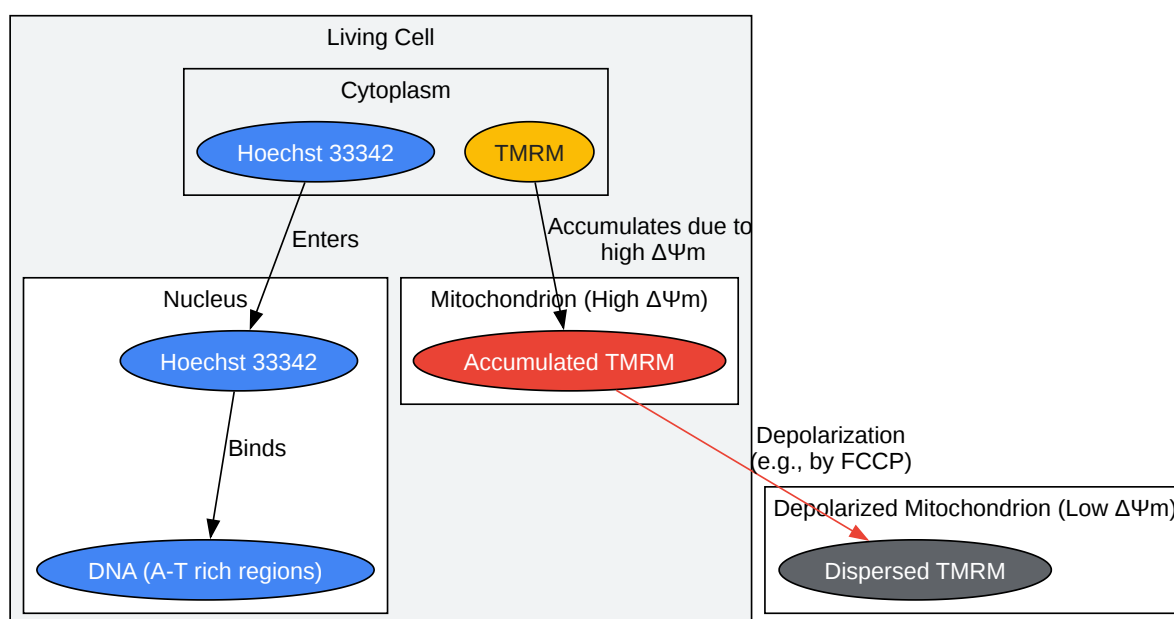 Living Cell
Cytoplasm
Hoechst 33342
TMRM
Enters
Accumulates due to
high ΔΨm
Nucleus
Mitochondrion (High ΔΨm)
Hoechst 33342
Accumulated TMRM
Binds
Depolarization
(e.g., by FCCP)
Depolarized Mitochondrion (Low ΔΨm)
DNA (A-T rich regions)
Dispersed TMRM